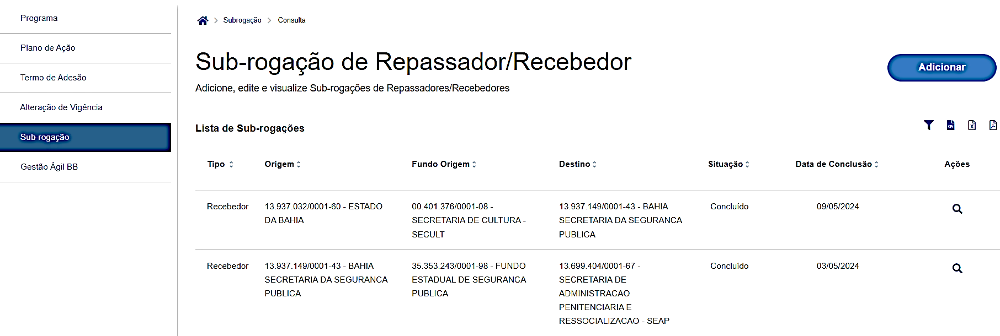 Programa
Plano de Ação
Termo de Adesão
Alteração de Vigência
Sub-rogação
Gestão Ágil BB
Subrogação
Consulta
Sub-rogação de Repassador/Recebedor
Adicionar
Adicione, edite e visualize Sub-rogações de Repassadores/Recebedores
Lista de Sub-rogações
CSV
X
Tipo
Origem
Fundo Origem
Destino
Situação
Data de Conclusão
Ações
Recebedor
13.937.032/0001-60 - ESTADO
DA BAHIA
00.401.376/0001-08 -
SECRETARIA DE CULTURA -
SECULT
13.937.149/0001-43 - BAHIA
SECRETARIA DA SEGURANCA
PUBLICA
Concluído
09/05/2024
Recebedor
13.937.149/0001-43 - BAHIA
SECRETARIA DA SEGURANCA
PUBLICA
35.353.243/0001-98 - FUNDO
ESTADUAL DE SEGURANCA
PUBLICA
13.699.404/0001-67 -
SECRETARIA DE
ADMINISTRACAO
PENITENCIARIA E
RESSOCIALIZACAO - SEAP
Concluído
03/05/2024